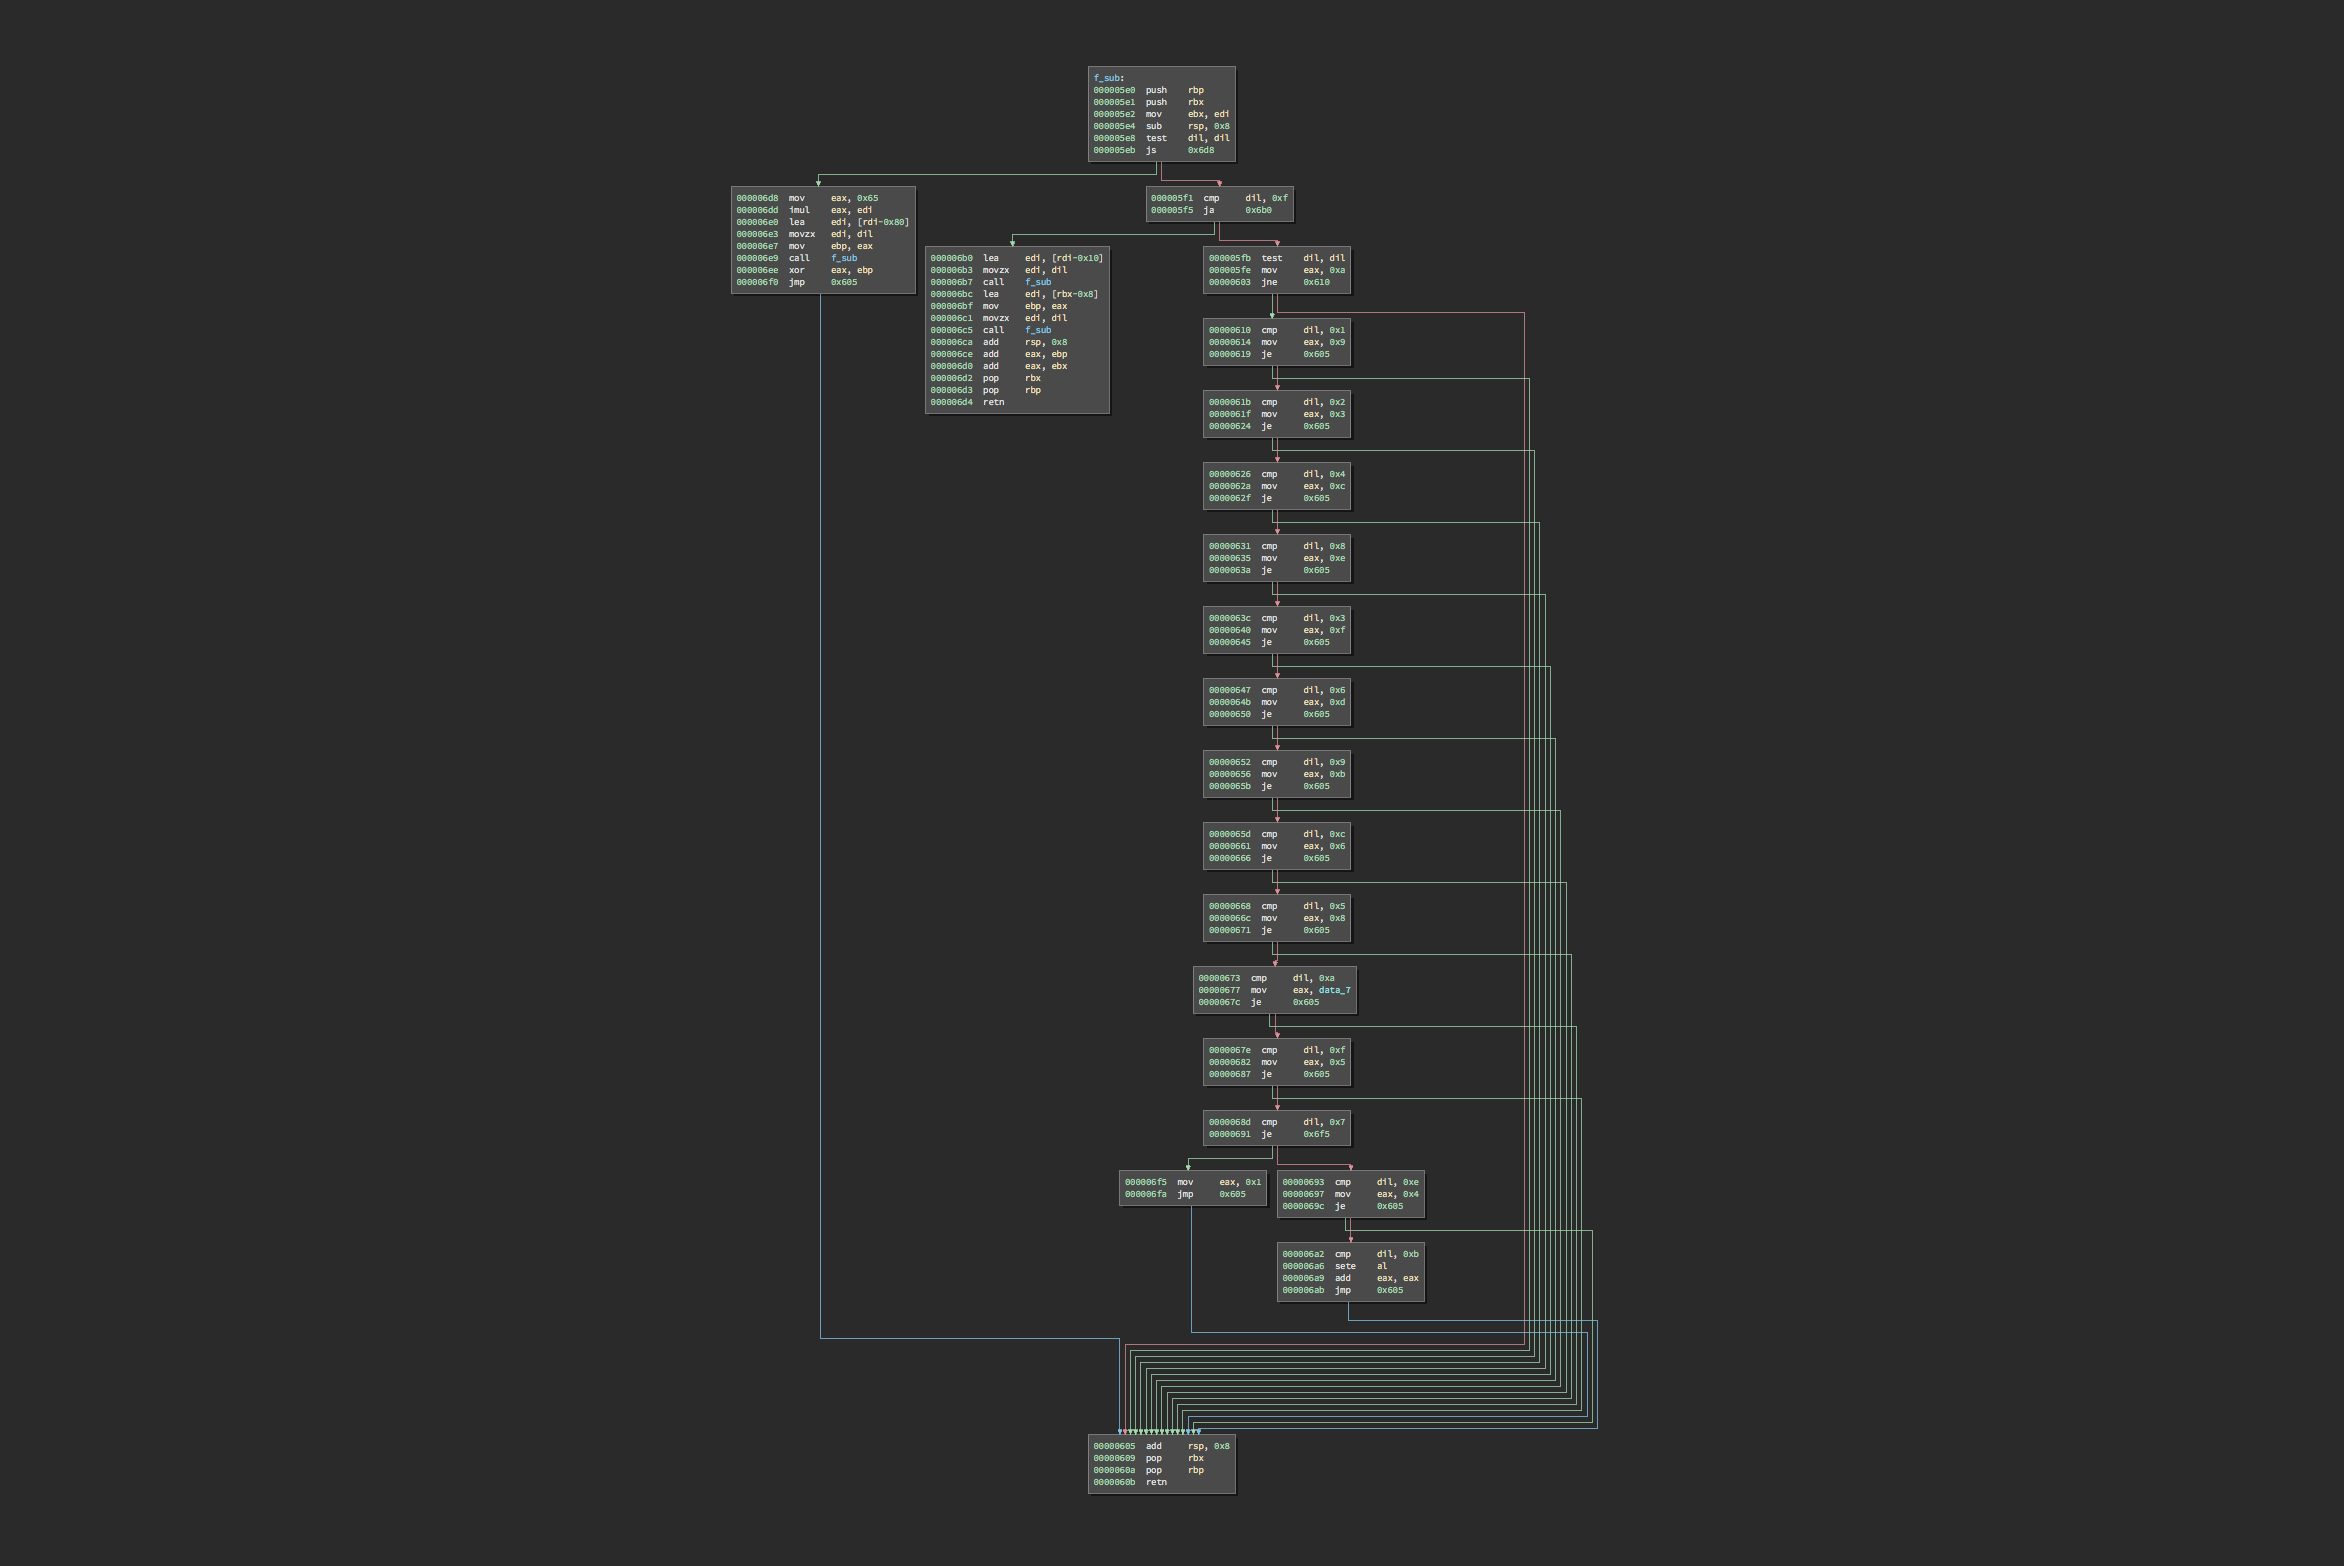 f_sub:
000005e0 push rbp
000005e1 push rbx
000005e2 mov ebx, edi
000005e4 sub rsp, 0x8
000005e8 test dil, dil
000005eb js 0x6d8
000006d8 mov eax, 0x65
000006dd imul eax, edi
000006e0 lea edi, [rdi-0x80]
000006e3 movzx edi, dil
000006e7 mov ebp, eax
000006e9 call f_sub
000006ee xor eax, ebp
000006f0 jmp 0x605
000005f1 cmp dil, 0xf
000005f5 ja 0x6b0
000006b0 lea edi, [rdi-0x10]
000006b3 movzx edi, dil
000006b7 call f_sub
000006bc lea edi, [rbx-0x8]
000006bf mov ebp, eax
000006c1 movzx edi, dil
000006c5 call f_sub
000006ca add rsp, 0x8
000006ce add eax, ebp
000006d0 add eax, ebx
000006d2 pop rbx
000006d3 pop rbp
000006d4 retn
000005fb test dil, dil
000005fe mov eax, 0xa
00000603 jne 0x610
00000610 cmp dil, 0x1
00000614 mov eax, 0x9
00000619 je 0x605
0000061b cmp dil, 0x2
0000061f mov eax, 0x3
00000624 je 0x605
00000626 cmp dil, 0x4
0000062a mov eax, 0xc
0000062f je 0x605
00000631 cmp dil, 0x8
00000635 mov eax, 0xe
0000063a je 0x605
0000063c cmp dil, 0x3
00000640 mov eax, 0xf
00000645 je 0x605
00000647 cmp dil, 0x6
0000064b mov eax, 0xd
00000650 je 0x605
00000652 cmp dil, 0x9
00000656 mov eax, 0xb
0000065b je 0x605
0000065d cmp dil, 0xc
00000661 mov eax, 0x6
00000666 je 0x605
00000668 cmp dil, 0x5
0000066c mov eax, 0x8
00000671 je 0x605
00000673 cmp dil, 0xa
00000677 mov eax, data_7
0000067c je 0x605
0000067e cmp dil, 0xf
00000682 mov eax, 0x5
00000687 je 0x605
0000068d cmp dil, 0x7
00000691 je 0x6f5
000006f5 mov eax, 0x1
000006fa jmp 0x605
00000693 cmp dil, 0xe
00000697 mov eax, 0x4
0000069c je 0x605
000006a2 cmp dil, 0xb
000006a6 sete al
000006a9 add eax, eax
000006ab jmp 0x605
00000605 add rsp, 0x8
00000609 pop rbx
0000060a pop rbp
0000060b retn